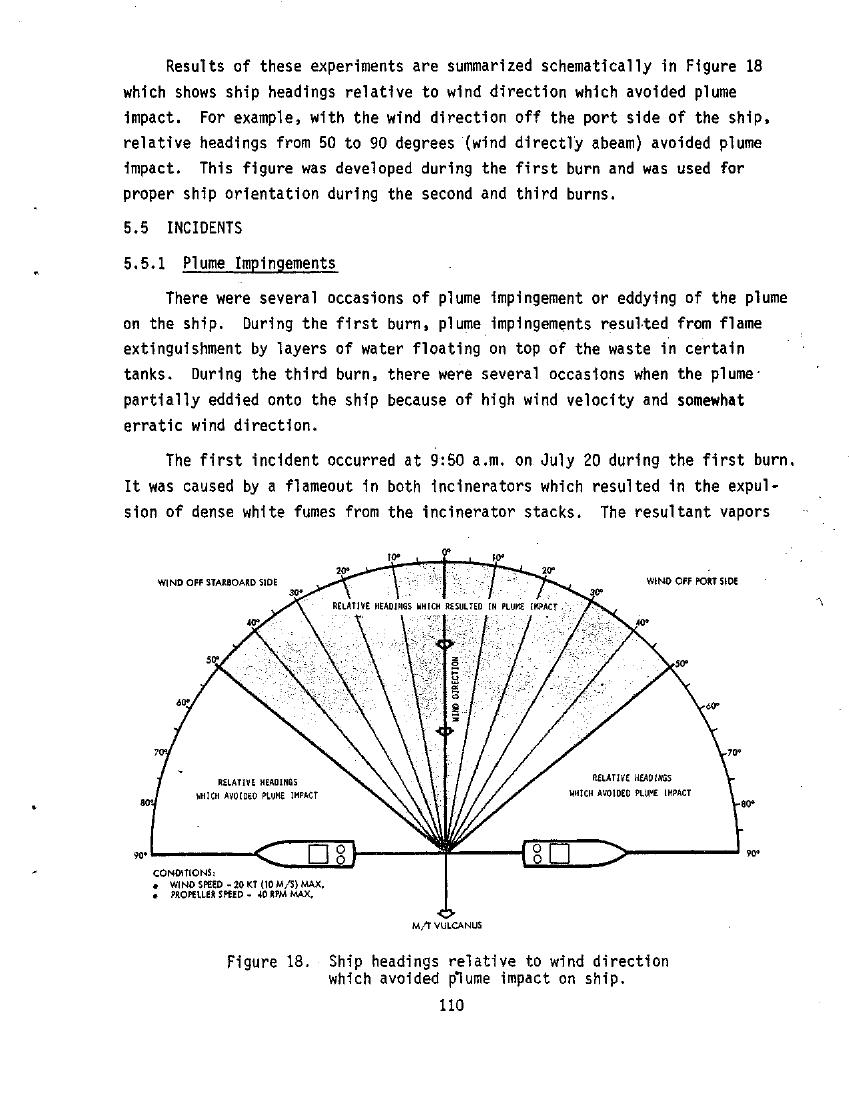 Results of these experiments are summarized schematically in Figure 18
which shows ship headings relative to wind direction which avoided plume
impact. For example, with the wind direction off the port side of the ship,
relative headings from 50 to 90 degrees (wind directly abeam) avoided plume
impact. This figure was developed during the first burn and was used for
proper ship orientation during the second and third burns.
5.5 INCIDENTS
5.5.1 Plume Impingements
There were several occasions of plume impingement or eddying of the plume
on the ship. During the first burn, plume impingements resulted from flame
extinguishment by layers of water floating on top of the waste in certain
tanks. During the third burn, there were several occasions when the plume
partially eddied onto the ship because of high wind velocity and somewhat
erratic wind direction.
The first incident occurred at 9:50 a.m. on July 20 during the first burn.
It was caused by a flameout in both incinerators which resulted in the expul-
sion of dense white fumes from the incinerator stacks. The resultant vapors
10° 0° 10°
20° 20°
WIND OFF STARBOARD SIDE WIND OFF PORT SIDE
30° 30°
RELATIVE HEADINGS WHICH RESULTED IN PLUME IMPACT
40° 40°
50° 50°
WIND DIRECTION
60° 60°
70° 70°
RELATIVE HEADINGS RELATIVE HEADINGS
WHICH AVOIDED PLUME IMPACT WHICH AVOIDED PLUME IMPACT
80° 80°
90° 90°
CONDITIONS:
• WIND SPEED - 20 KT (10 M/S) MAX,
• PROPELLER SPEED - 40 RPM MAX,
M/T VULCANUS
Figure 18. Ship headings relative to wind direction
which avoided plume impact on ship.
110